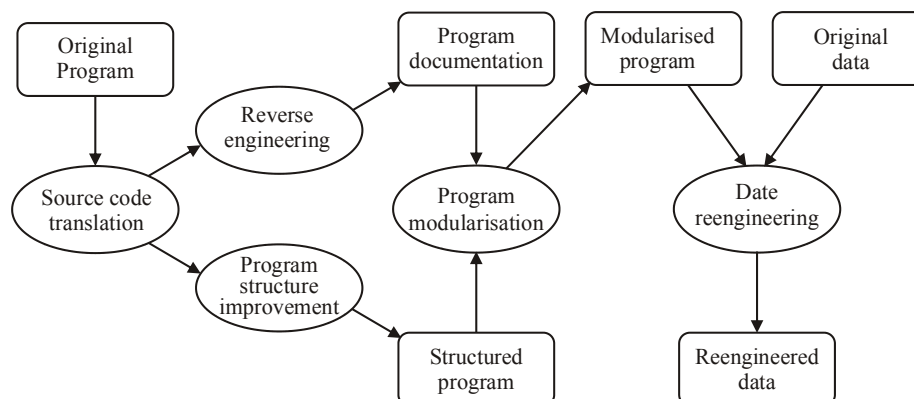 Original
Program
Program
documentation
Modularised
program
Original
data
Reverse
engineering
Source code
translation
Program
modularisation
Date
reengineering
Program
structure
improvement
Structured
program
Reengineered
data